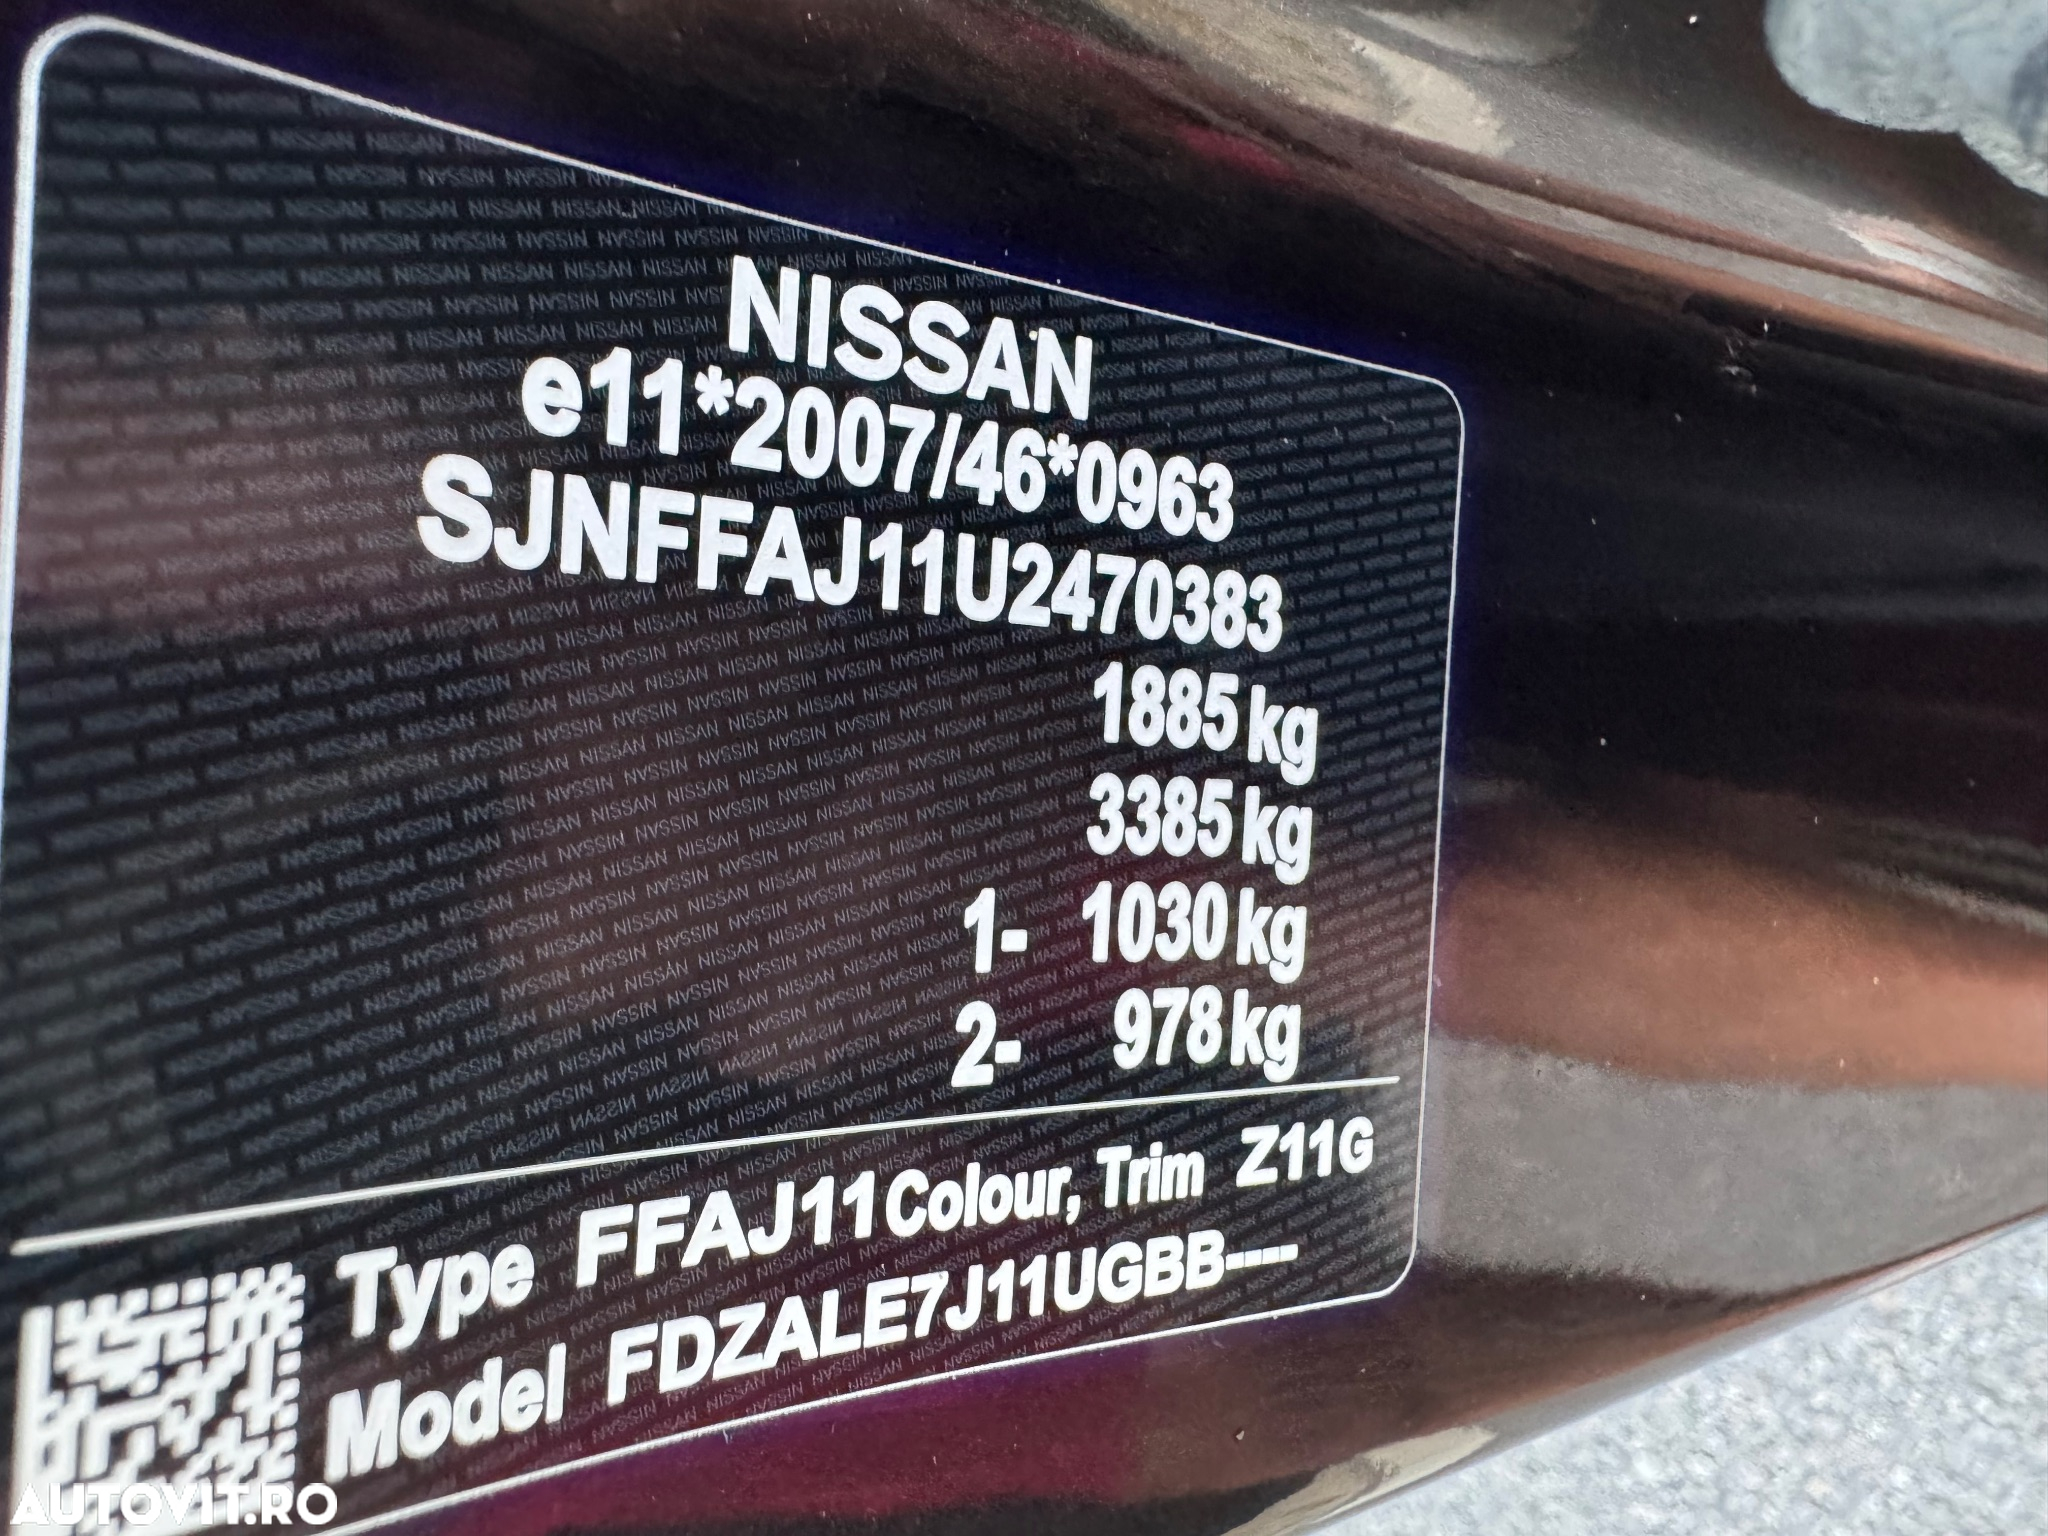 NISSAN
e11*2007/46*0963
SJNFFAJ11U2470383
1885 kg
3385 kg
1- 1030 kg
2- 978 kg
Type FFAJ11 Colour, Trim Z11G
Model FDZALE7J11UGBB----
AUTOVIT.RO